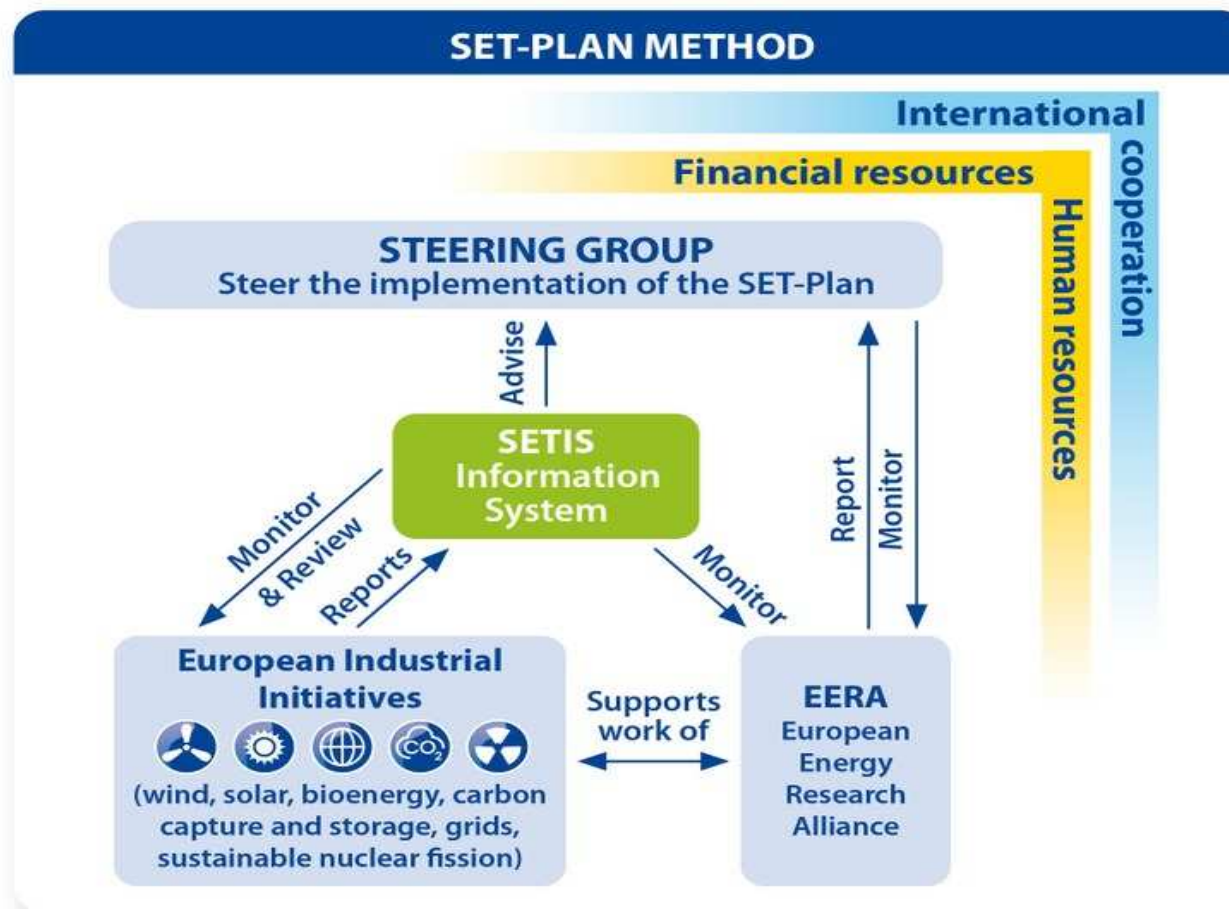 SET-PLAN METHOD
International
cooperation
Financial resources
Human resources
STEERING GROUP
Steer the implementation of the SET-Plan
Advise
SETIS
Information
System
Report
Monitor
Monitor
& Review
Reports
Monitor
European Industrial
Initiatives
CO2
(wind, solar, bioenergy, carbon
capture and storage, grids,
sustainable nuclear fission)
Supports
work of
EERA
European
Energy
Research
Alliance